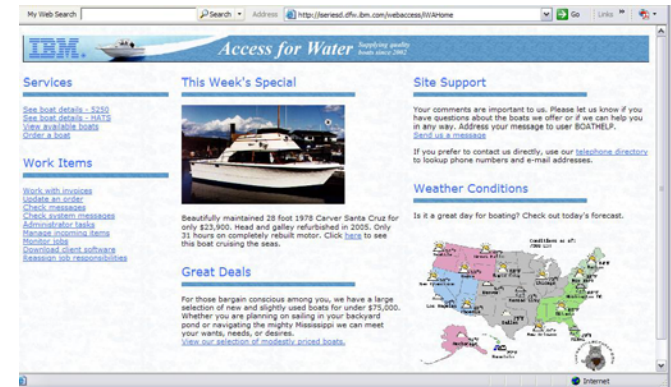 My Web Search
Search
Address
http://iseriesd.dfw.ibm.com/webaccess/iWAHome
Go
Links
IBM.
Access for Water
Supplying quality
boats since 2002
Services
See boat details - 5250
See boat details - HATS
View available boats
Order a boat
Work Items
Work with invoices
Update an order
Check messages
Check system messages
Administrator tasks
Manage incoming items
Monitor jobs
Download client software
Reassign job responsibilities
This Week's Special
Beautifully maintained 28 foot 1978 Carver Santa Cruz for
only $23,900. Head and galley refurbished in 2005. Only
31 hours on completely rebuilt motor. Click here to see
this boat cruising the seas.
Great Deals
For those bargain conscious among you, we have a large
selection of new and slightly used boats for under $75,000.
Whether you are planning on sailing in your backyard
pond or navigating the mighty Mississippi we can meet
your wants, needs, or desires.
View our selection of modestly priced boats.
Site Support
Your comments are important to us. Please let us know if you
have questions about the boats we offer or if we can help you
in any way. Address your message to user BOATHELP.
Send us a message
If you prefer to contact us directly, use our telephone directory
to lookup phone numbers and e-mail addresses.
Weather Conditions
Is it a great day for boating? Check out today's forecast.
Conditions as of:
Chicago
Los Angeles
Dallas
New Orleans
Anchorage
Honolulu
Internet